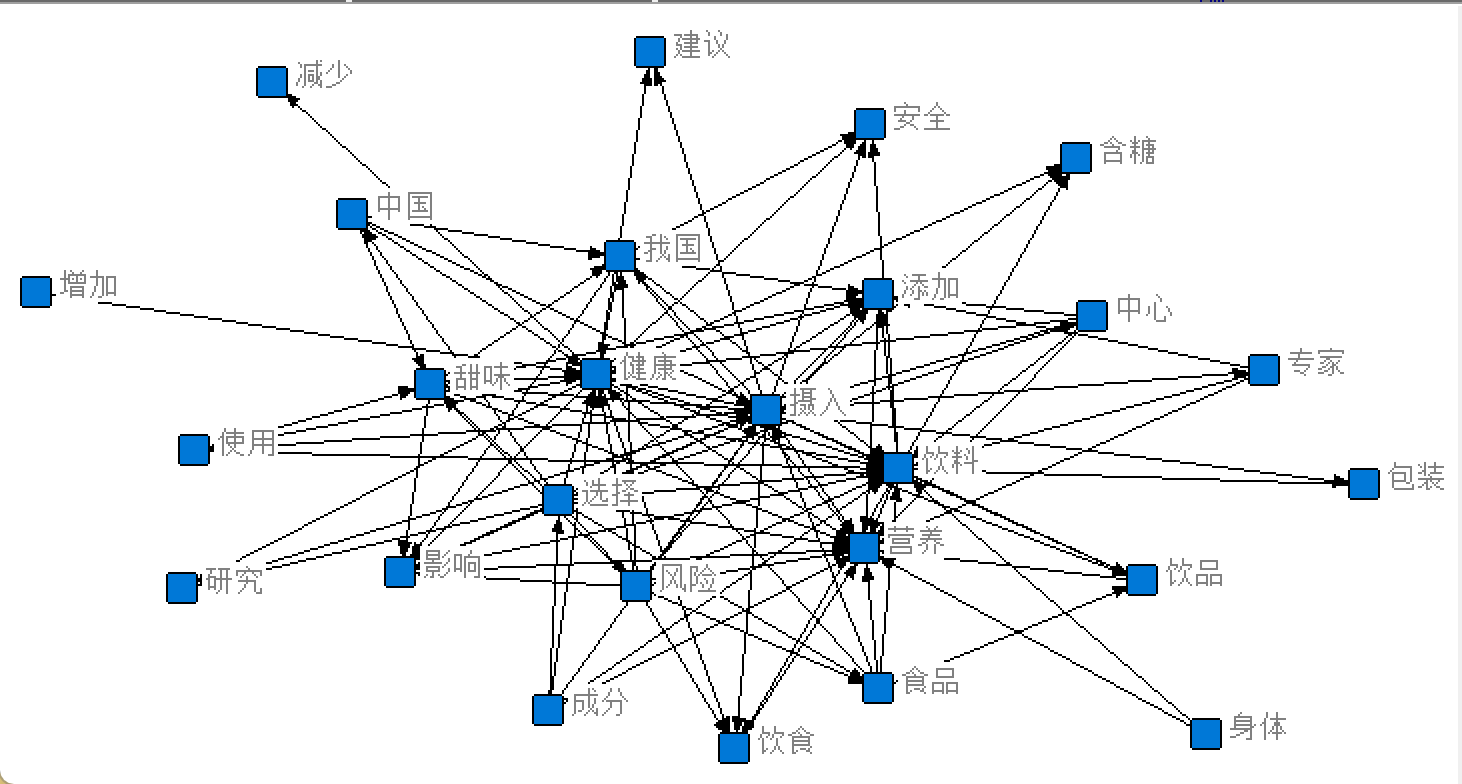 建议
减少
安全
含糖
中国
我国
增加
添加
中心
专家
健康
甜味
摄入
使用
饮料
包装
选择
营养
影响
风险
饮品
研究
食品
成分
身体
饮食